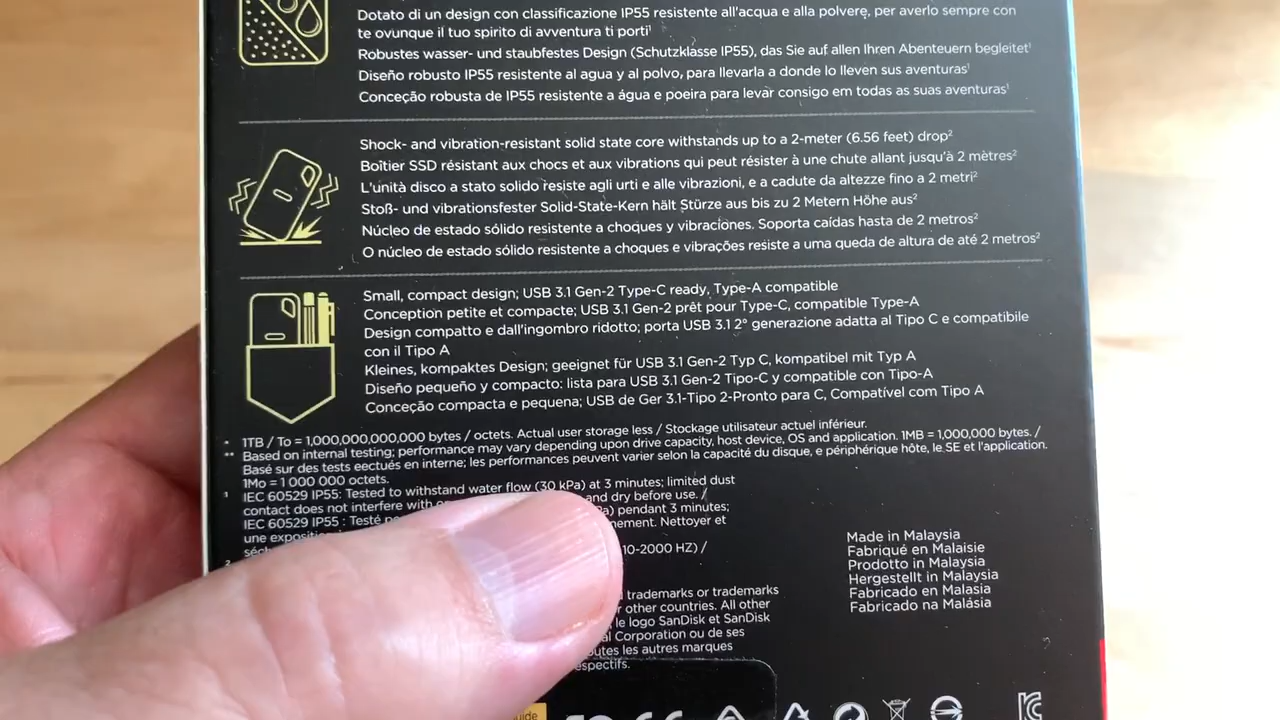 Dotato di un design con classificazione IP55 resistente all'acqua e alla polvere, per averlo sempre con
te ovunque il tuo spirito di avventura ti porti¹
Robustes wasser- und staubfestes Design (Schutzklasse IP55), das Sie auf allen Ihren Abenteuern begleitet¹
Diseño robusto IP55 resistente al agua y al polvo, para llevarla a donde lo lleven sus aventuras¹
Conceção robusta de IP55 resistente a água e poeira para levar consigo em todas as suas aventuras¹
Shock- and vibration-resistant solid state core withstands up to a 2-meter (6.56 feet) drop²
Boîtier SSD résistant aux chocs et aux vibrations qui peut résister à une chute allant jusqu'à 2 mètres²
L'unità disco a stato solido resiste agli urti e alle vibrazioni, e a cadute da altezze fino a 2 metri²
Stoß- und vibrationsfester Solid-State-Kern hält Stürze aus bis zu 2 Metern Höhe aus²
Núcleo de estado sólido resistente a choques y vibraciones. Soporta caídas hasta de 2 metros²
O núcleo de estado sólido resistente a choques e vibrações resiste a uma queda de altura de até 2 metros²
Small, compact design; USB 3.1 Gen-2 Type-C ready, Type-A compatible
Conception petite et compacte; USB 3.1 Gen-2 prêt pour Type-C, compatible Type-A
Design compatto e dall'ingombro ridotto; porta USB 3.1 2° generazione adatta al Tipo C e compatibile
con il Tipo A
Kleines, kompaktes Design; geeignet für USB 3.1 Gen-2 Typ C, kompatibel mit Typ A
Diseño pequeño y compacto: lista para USB 3.1 Gen-2 Tipo-C y compatible con Tipo-A
Conceção compacta e pequena; USB de Ger 3.1-Tipo 2-Pronto para C, Compatível com Tipo A
* 1TB / To = 1,000,000,000,000 bytes / octets. Actual user storage less / Stockage utilisateur actuel inférieur.
** Based on internal testing; performance may vary depending upon drive capacity, host device, OS and application. 1MB = 1,000,000 bytes. /
Basé sur des tests eectués en interne; les performances peuvent varier selon la capacité du disque, e périphérique hôte, le.SE et l'application.
1Mo = 1 000 000 octets.
¹ IEC 60529 IP55: Tested to withstand water flow (30 kPa) at 3 minutes; limited dust
contact does not interfere with and dry before use. /
IEC 60529 IP55 : Testé pendant 3 minutes;
une Nettoyer et
² 10-2000 HZ) /
trademarks or trademarks
other countries. All other
le logo SanDisk et SanDisk
Corporation ou de ses
les autres marques
Made in Malaysia
Fabriqué en Malaisie
Prodotto in Malaysia
Hergestellt in Malaysia
Fabricado en Malasia
Fabricado na Malásia